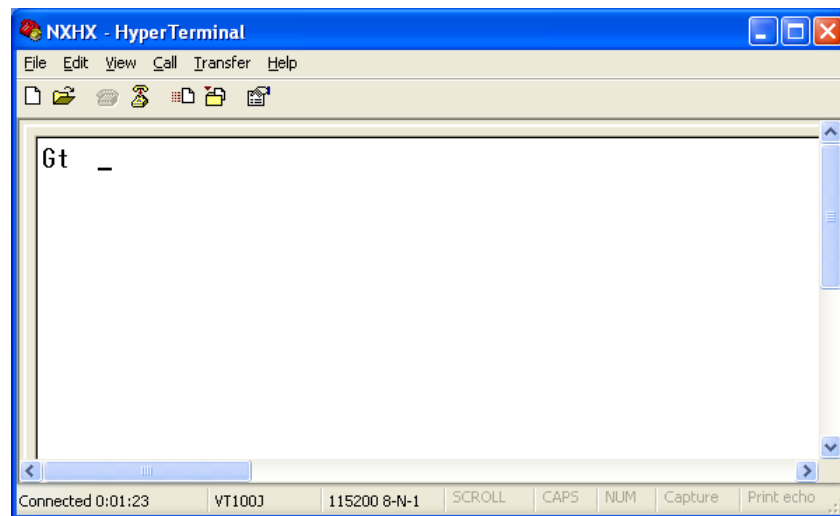 NXHX - HyperTerminal
File Edit View Call Transfer Help
Gt _
Connected 0:01:23 VT100J 115200 8-N-1 SCROLL CAPS NUM Capture Print echo